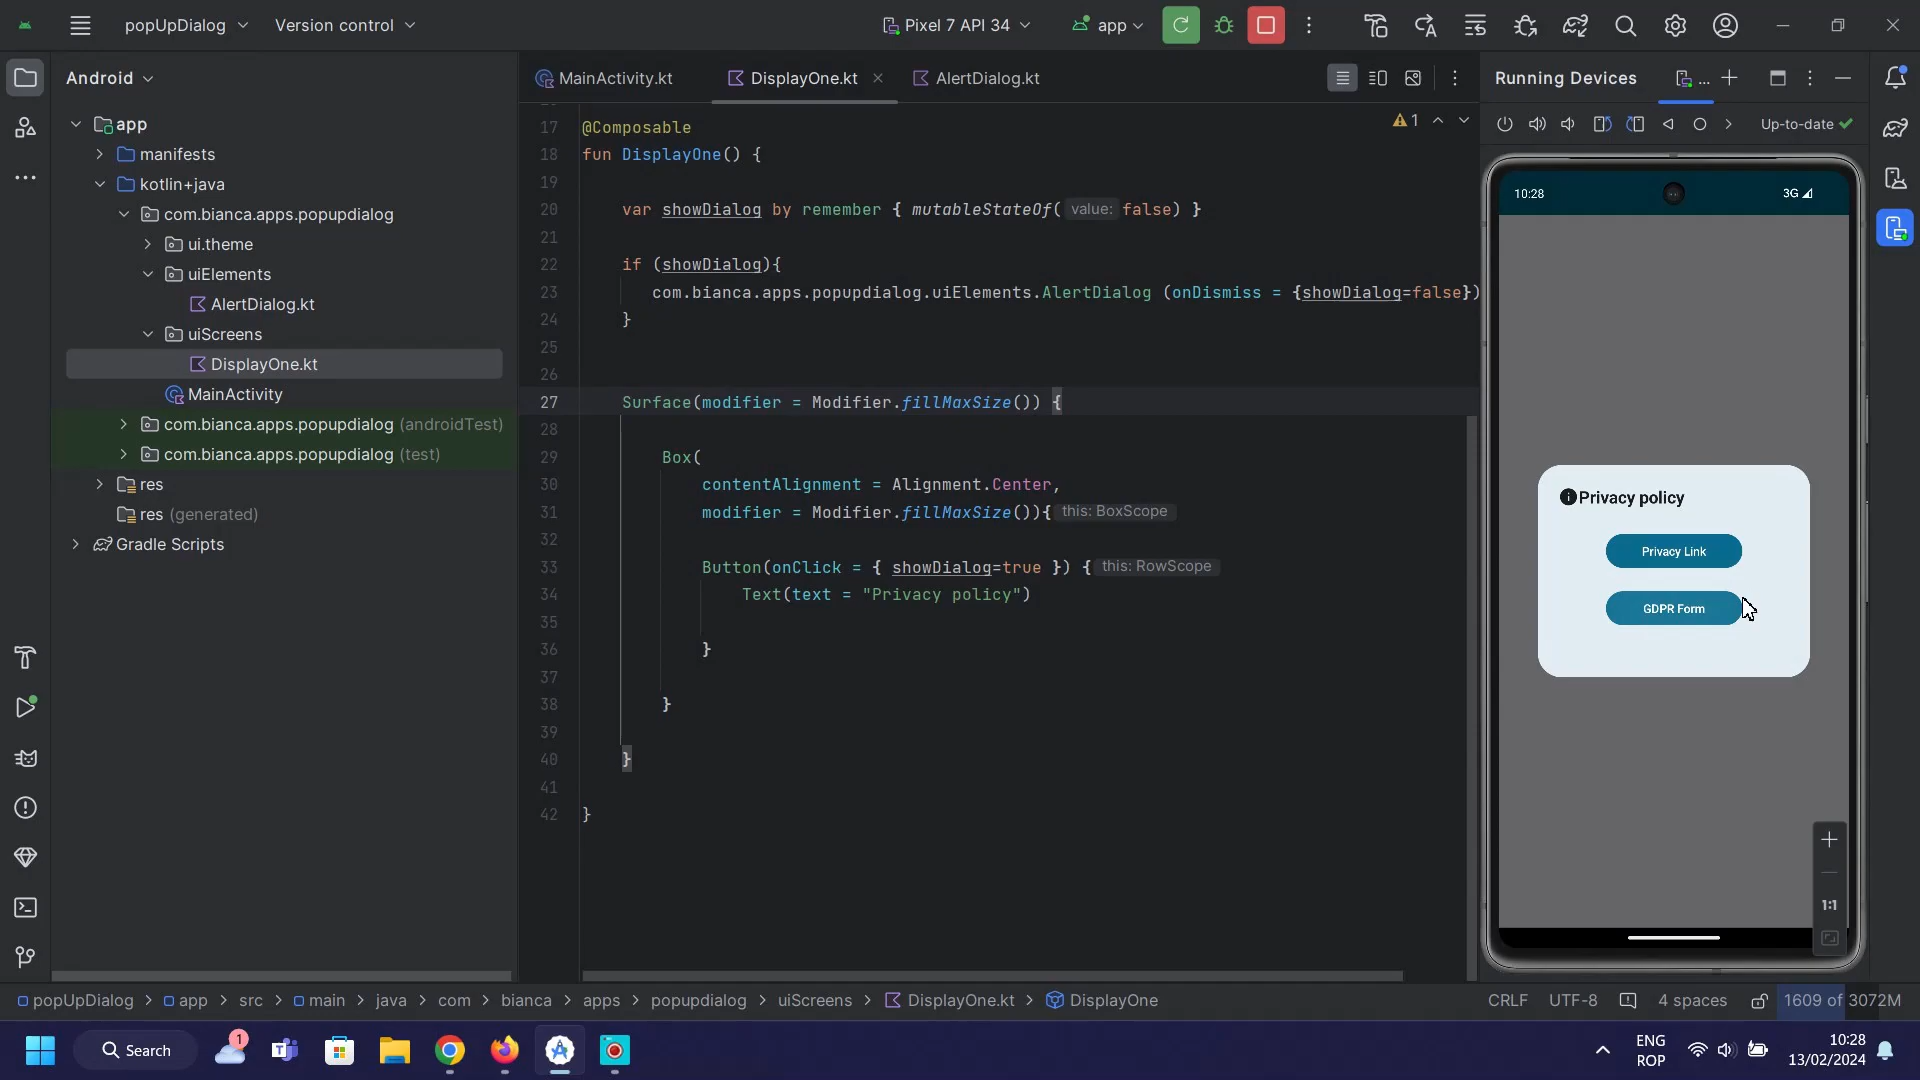 popUpDialog
Version control
Pixel 7 API 34
app
Android
MainActivity.kt
DisplayOne.kt
AlertDialog.kt
Running Devices
...
Up-to-date
app
manifests
kotlin+java
com.bianca.apps.popupdialog
ui.theme
uiElements
AlertDialog.kt
uiScreens
DisplayOne.kt
MainActivity
com.bianca.apps.popupdialog (androidTest)
com.bianca.apps.popupdialog (test)
res
res (generated)
Gradle Scripts
1
17 @Composable
18 fun DisplayOne() {
19
20 var showDialog by remember { mutableStateOf( value: false) }
21
22 if (showDialog){
23 com.bianca.apps.popupdialog.uiElements.AlertDialog (onDismiss = {showDialog=false})
24 }
25
26
27 Surface(modifier = Modifier.fillMaxSize()) {
28
29 Box(
30 contentAlignment = Alignment.Center,
31 modifier = Modifier.fillMaxSize()){ this: BoxScope
32
33 Button(onClick = { showDialog=true }) { this: RowScope
34 Text(text = "Privacy policy")
35
36 }
37
38 }
39
40 }
41
42 }
10:28
3G
Privacy policy
Privacy Link
GDPR Form
1:1
popUpDialog > app > src > main > java > com > bianca > apps > popupdialog > uiScreens > DisplayOne.kt > DisplayOne
CRLF
UTF-8
4 spaces
1609 of 3072M
Search
1
ENG
ROP
10:28
13/02/2024